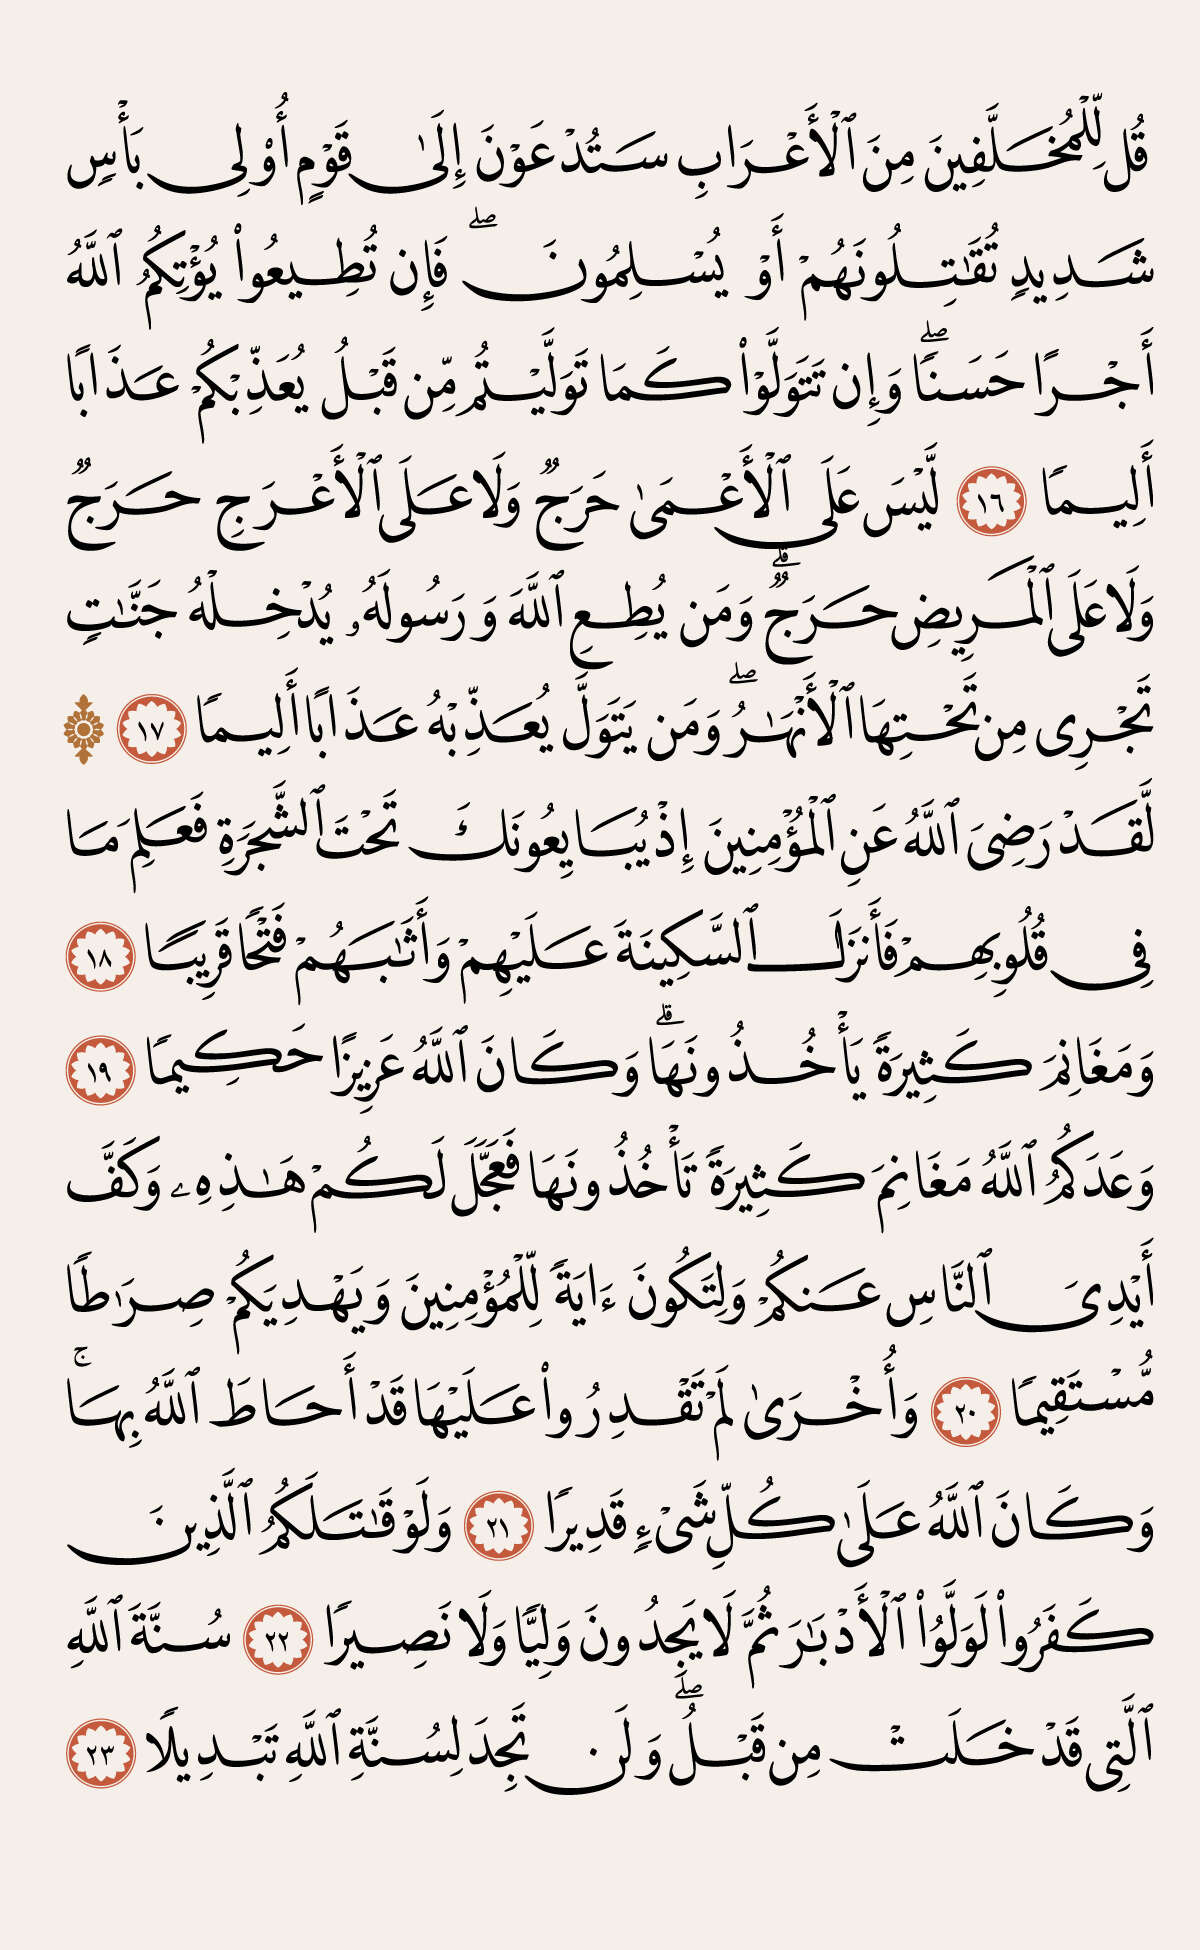 قُل لِّلْمُخَلَّفِينَ مِنَ ٱلْأَعْرَابِ سَتُدْعَوْنَ إِلَىٰ قَوْمٍ أُو۟لِى بَأْسٍ
شَدِيدٍ تُقَـٰتِلُونَهُمْ أَوْ يُسْلِمُونَ ۖ فَإِن تُطِيعُوا۟ يُؤْتِكُمُ ٱللَّهُ
أَجْرًا حَسَنًا ۖ وَإِن تَتَوَلَّوْا۟ كَمَا تَوَلَّيْتُم مِّن قَبْلُ يُعَذِّبْكُمْ عَذَابًا
أَلِيمًا ١٦ لَّيْسَ عَلَى ٱلْأَعْمَىٰ حَرَجٌ وَلَا عَلَى ٱلْأَعْرَجِ حَرَجٌ
وَلَا عَلَى ٱلْمَرِيضِ حَرَجٌ ۗ وَمَن يُطِعِ ٱللَّهَ وَرَسُولَهُۥ يُدْخِلْهُ جَنَّـٰتٍ
تَجْرِى مِن تَحْتِهَا ٱلْأَنْهَـٰرُ ۖ وَمَن يَتَوَلَّ يُعَذِّبْهُ عَذَابًا أَلِيمًا ١٧ ۞
لَّقَدْ رَضِىَ ٱللَّهُ عَنِ ٱلْمُؤْمِنِينَ إِذْ يُبَايِعُونَكَ تَحْتَ ٱلشَّجَرَةِ فَعَلِمَ مَا
فِى قُلُوبِهِمْ فَأَنزَلَ ٱلسَّكِينَةَ عَلَيْهِمْ وَأَثَـٰبَهُمْ فَتْحًا قَرِيبًا ١٨
وَمَغَانِمَ كَثِيرَةً يَأْخُذُونَهَا ۗ وَكَانَ ٱللَّهُ عَزِيزًا حَكِيمًا ١٩
وَعَدَكُمُ ٱللَّهُ مَغَانِمَ كَثِيرَةً تَأْخُذُونَهَا فَعَجَّلَ لَكُمْ هَـٰذِهِۦ وَكَفَّ
أَيْدِىَ ٱلنَّاسِ عَنكُمْ وَلِتَكُونَ ءَايَةً لِّلْمُؤْمِنِينَ وَيَهْدِيَكُمْ صِرَٰطًا
مُّسْتَقِيمًا ٢٠ وَأُخْرَىٰ لَمْ تَقْدِرُوا۟ عَلَيْهَا قَدْ أَحَاطَ ٱللَّهُ بِهَا ۚ
وَكَانَ ٱللَّهُ عَلَىٰ كُلِّ شَىْءٍ قَدِيرًا ٢١ وَلَوْ قَـٰتَلَكُمُ ٱلَّذِينَ
كَفَرُوا۟ لَوَلَّوُا۟ ٱلْأَدْبَـٰرَ ثُمَّ لَا يَجِدُونَ وَلِيًّا وَلَا نَصِيرًا ٢٢ سُنَّةَ ٱللَّهِ
ٱلَّتِى قَدْ خَلَتْ مِن قَبْلُ ۖ وَلَن تَجِدَ لِسُنَّةِ ٱللَّهِ تَبْدِيلًا ٢٣